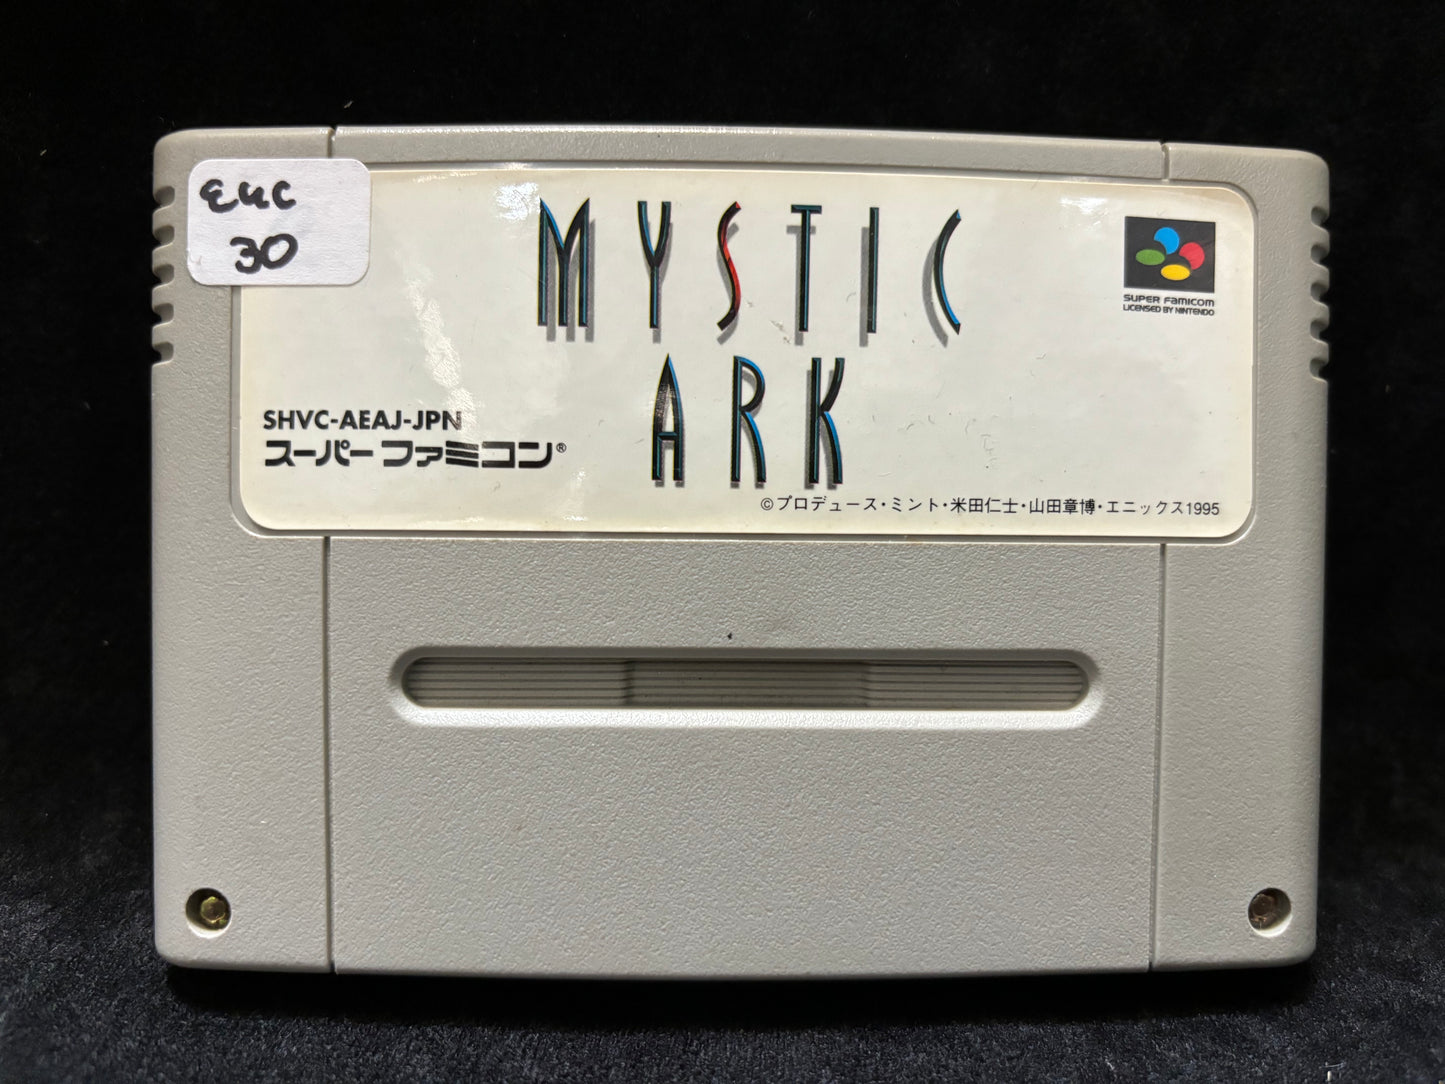 EUC
30
MYSTIC
ARK
SUPER FAMICOM
LICENSED BY NINTENDO
SHVC-AEAJ-JPN
スーパーファミコン®
©プロデュース・ミント・米田仁士・山田章博・エニックス1995